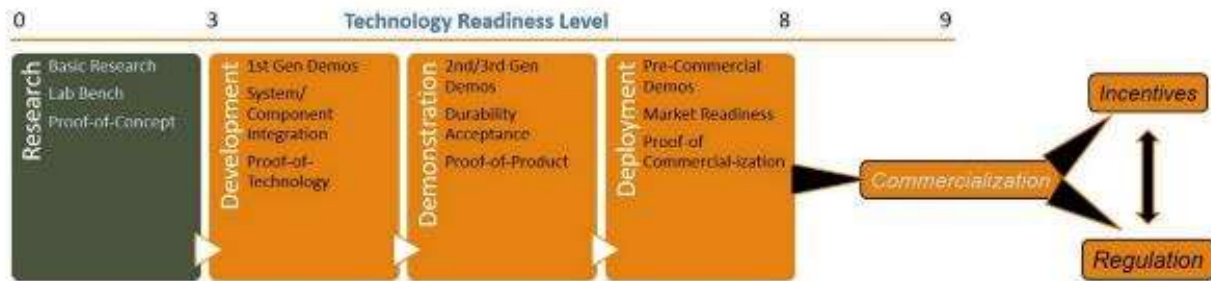 0 3 Technology Readiness Level 8 9
Research
Basic Research
Lab Bench
Proof-of-Concept
Development
1st Gen Demos
System/
Component
Integration
Proof-of-
Technology
Demonstration
2nd/3rd Gen
Demos
Durability
Acceptance
Proof-of-Product
Deployment
Pre-Commercial
Demos
Market Readiness
Proof-of
Commercial-ization
Commercialization
Incentives
Regulation